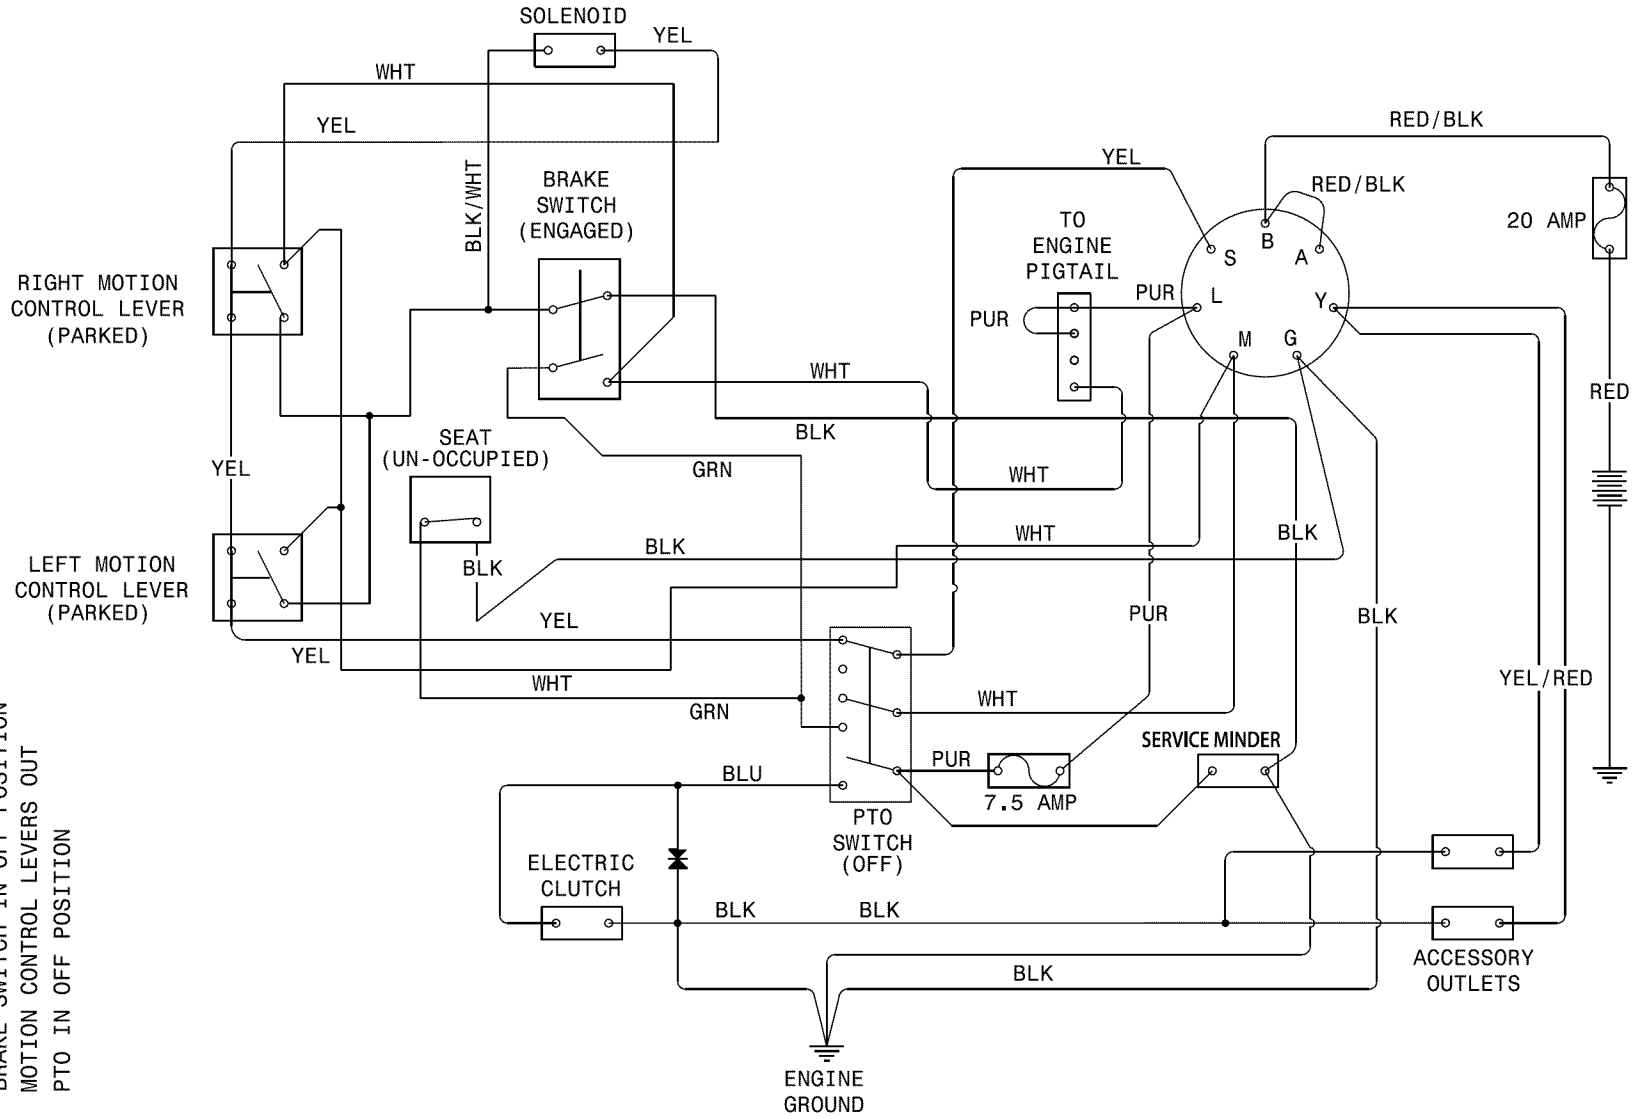 SOLENOID
YEL
WHT
YEL
BLK/WHT
BRAKE
SWITCH
(ENGAGED)
RIGHT MOTION
CONTROL LEVER
(PARKED)
YEL
RED/BLK
RED/BLK
20 AMP
TO
ENGINE
PIGTAIL
PUR
PUR
S
B
A
L
Y
M
G
RED
WHT
BLK
SEAT
(UN-OCCUPIED)
GRN
YEL
WHT
WHT
BLK
BLK
BLK
LEFT MOTION
CONTROL LEVER
(PARKED)
YEL
YEL
PUR
BLK
WHT
GRN
WHT
YEL/RED
SERVICE MINDER
PUR
7.5 AMP
BLU
PTO
SWITCH
(OFF)
ELECTRIC
CLUTCH
BLK
BLK
ACCESSORY
OUTLETS
BLK
ENGINE
GROUND
MOTION CONTROL LEVERS OUT
PTO IN OFF POSITION